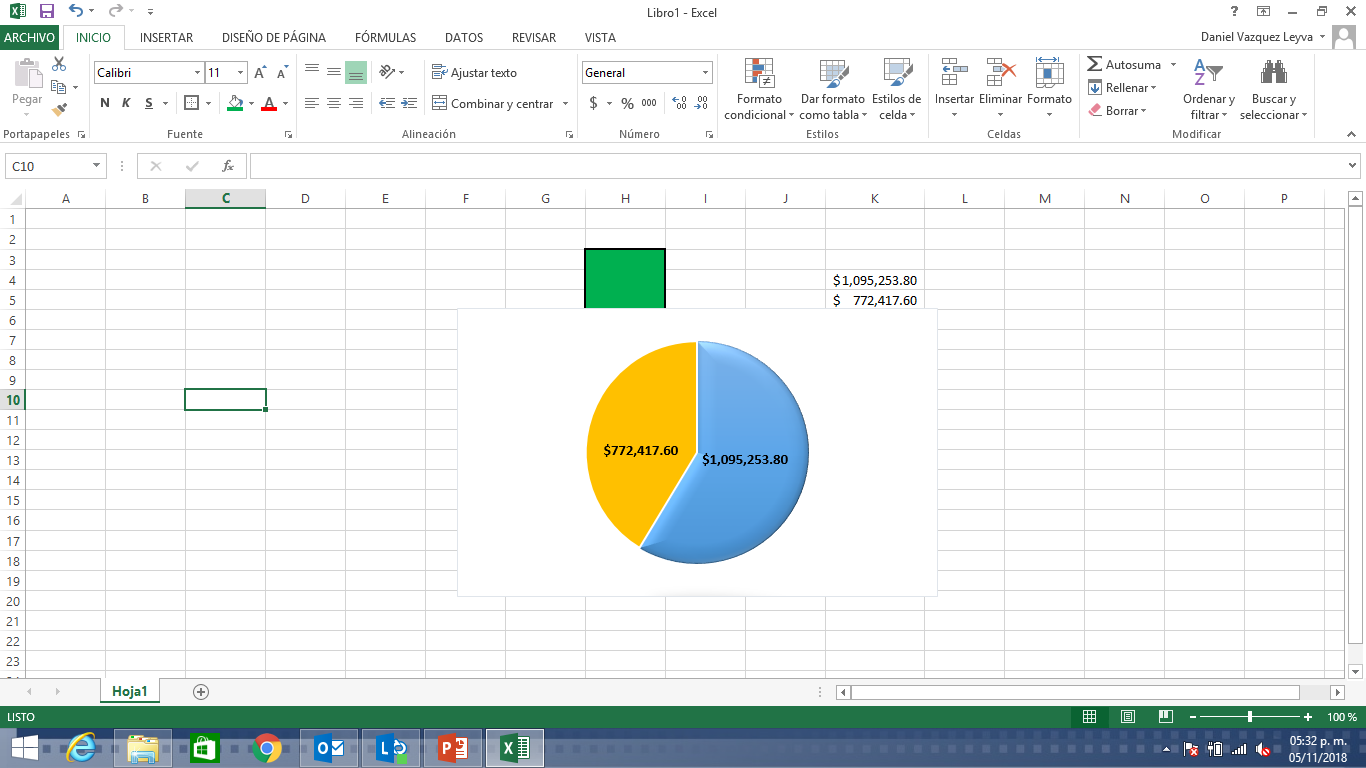 Libro1 - Excel
?
ARCHIVO INICIO INSERTAR DISEÑO DE PÁGINA FÓRMULAS DATOS REVISAR VISTA Daniel Vazquez Leyva
Pegar
Portapapeles
Calibri 11
N K S A
Fuente
Ajustar texto
Combinar y centrar
Alineación
General
$ % 000
Número
Formato condicional
Dar formato como tabla
Estilos de celda
Estilos
Insertar Eliminar Formato
Celdas
Autosuma
Rellenar
Borrar
Ordenar y filtrar
Buscar y seleccionar
Modificar
C10 fx
A B C D E F G H I J K L M N O P
1
2
3
4 $1,095,253.80
5 $ 772,417.60
6
7
8
9
10
11
12
13
14
15
16
17
18
19
20
21
22
23
$772,417.60
$1,095,253.80
Hoja1
LISTO 100 %
05:32 p. m.
05/11/2018